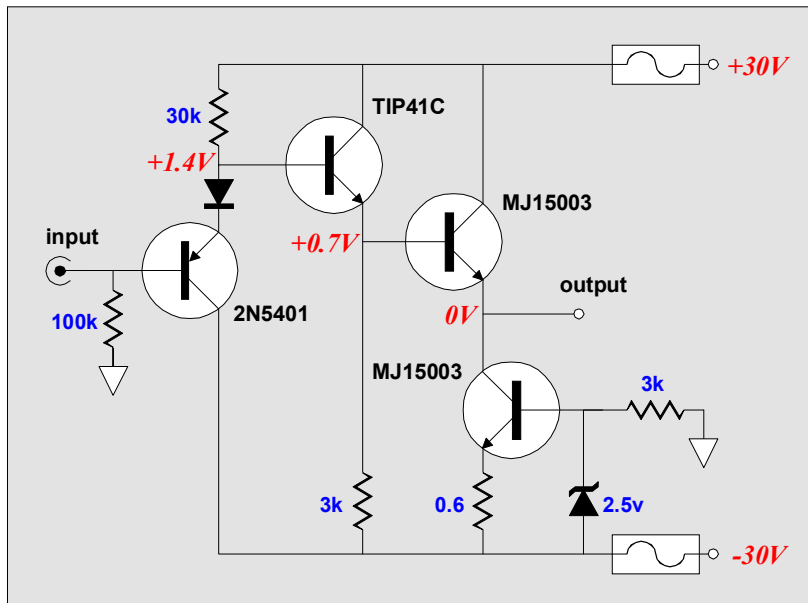 +30V
TIP41C
30k
+1.4V
MJ15003
input
+0.7V
output
2N5401
0V
100k
MJ15003
3k
3k
0.6
2.5v
-30V